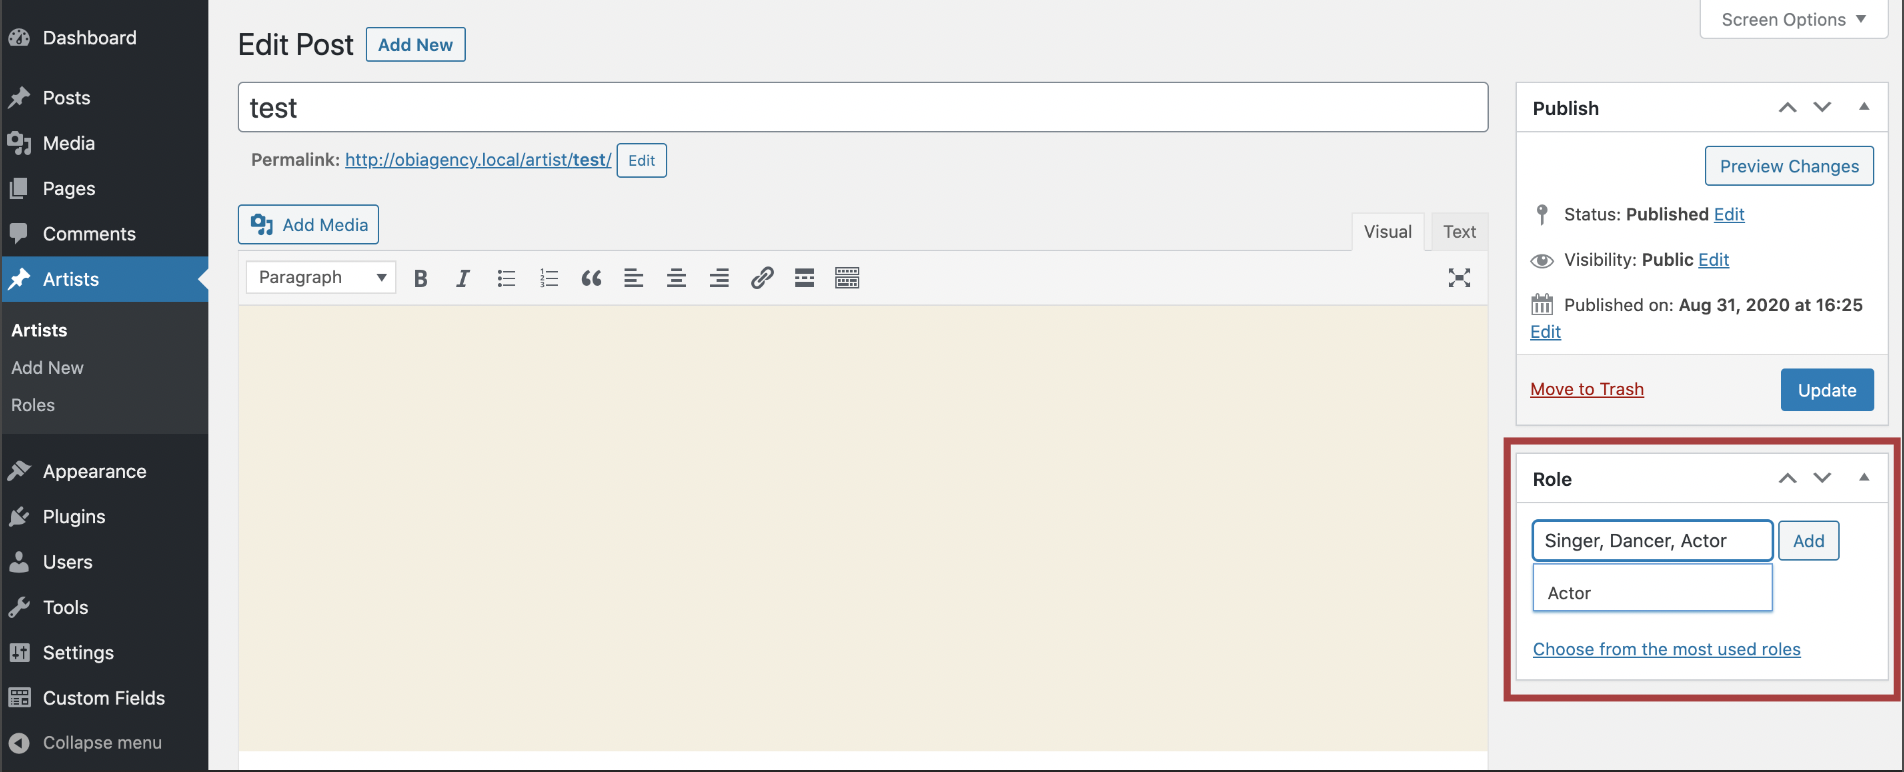 Dashboard
Posts
Media
Pages
Comments
Artists
Artists
Add New
Roles
Appearance
Plugins
Users
Tools
Settings
Custom Fields
Collapse menu
Screen Options
Edit Post Add New
test
Permalink: http://obiagency.local/artist/test/ Edit
Add Media
Visual Text
Paragraph
Publish
Preview Changes
Status: Published Edit
Visibility: Public Edit
Published on: Aug 31, 2020 at 16:25
Edit
Move to Trash Update
Role
Singer, Dancer, Actor Add
Actor
Choose from the most used roles